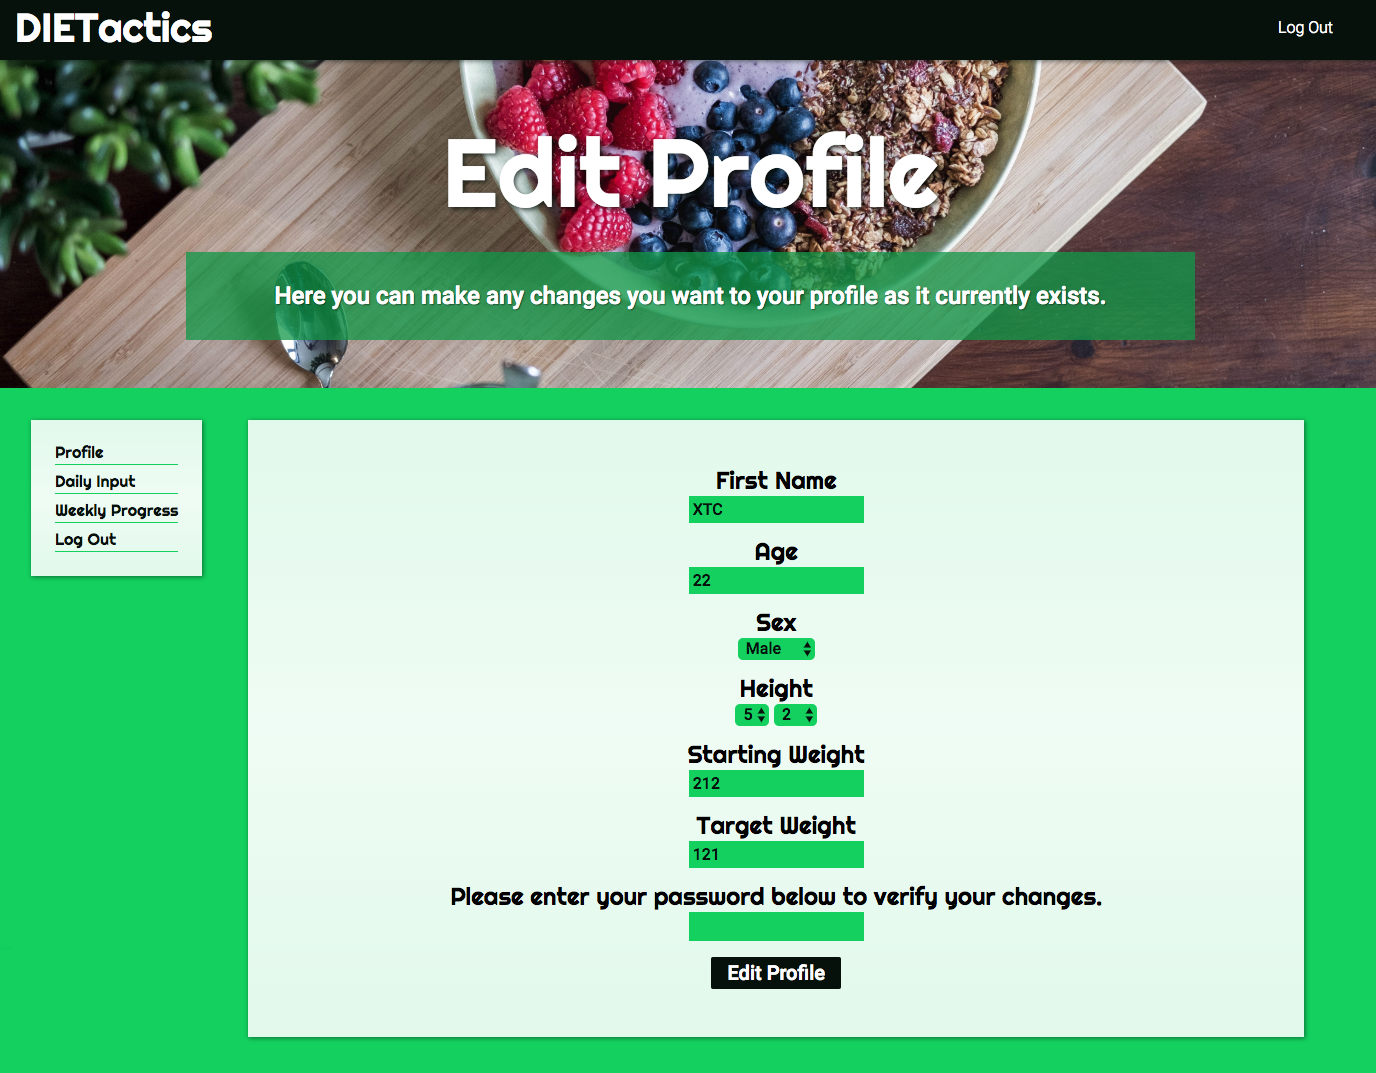 DIETactics
Log Out
Edit Profile
Here you can make any changes you want to your profile as it currently exists.
Profile
Daily Input
Weekly Progress
Log Out
First Name
XTC
Age
22
Sex
Male
Height
5 2
Starting Weight
212
Target Weight
121
Please enter your password below to verify your changes.
Edit Profile